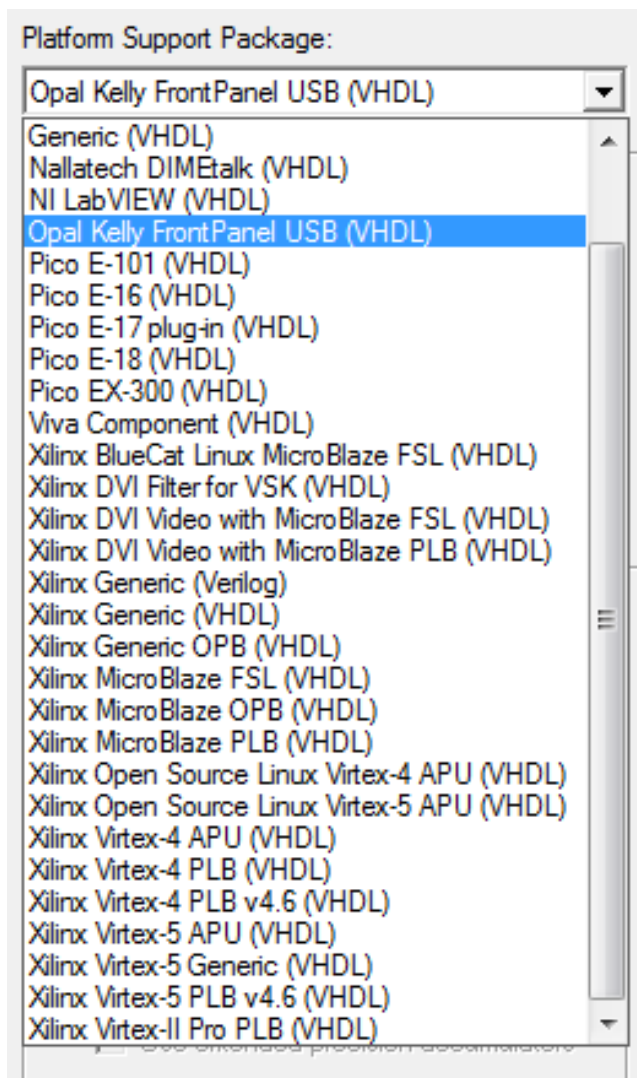 Platform Support Package:
Opal Kelly FrontPanel USB (VHDL)
Generic (VHDL)
Nallatech DIMEtalk (VHDL)
NI LabVIEW (VHDL)
Opal Kelly FrontPanel USB (VHDL)
Pico E-101 (VHDL)
Pico E-16 (VHDL)
Pico E-17 plug-in (VHDL)
Pico E-18 (VHDL)
Pico EX-300 (VHDL)
Viva Component (VHDL)
Xilinx BlueCat Linux MicroBlaze FSL (VHDL)
Xilinx DVI Filter for VSK (VHDL)
Xilinx DVI Video with MicroBlaze FSL (VHDL)
Xilinx DVI Video with MicroBlaze PLB (VHDL)
Xilinx Generic (Verilog)
Xilinx Generic (VHDL)
Xilinx Generic OPB (VHDL)
Xilinx MicroBlaze FSL (VHDL)
Xilinx MicroBlaze OPB (VHDL)
Xilinx MicroBlaze PLB (VHDL)
Xilinx Open Source Linux Virtex-4 APU (VHDL)
Xilinx Open Source Linux Virtex-5 APU (VHDL)
Xilinx Virtex-4 APU (VHDL)
Xilinx Virtex-4 PLB (VHDL)
Xilinx Virtex-4 PLB v4.6 (VHDL)
Xilinx Virtex-5 APU (VHDL)
Xilinx Virtex-5 Generic (VHDL)
Xilinx Virtex-5 PLB v4.6 (VHDL)
Xilinx Virtex-II Pro PLB (VHDL)